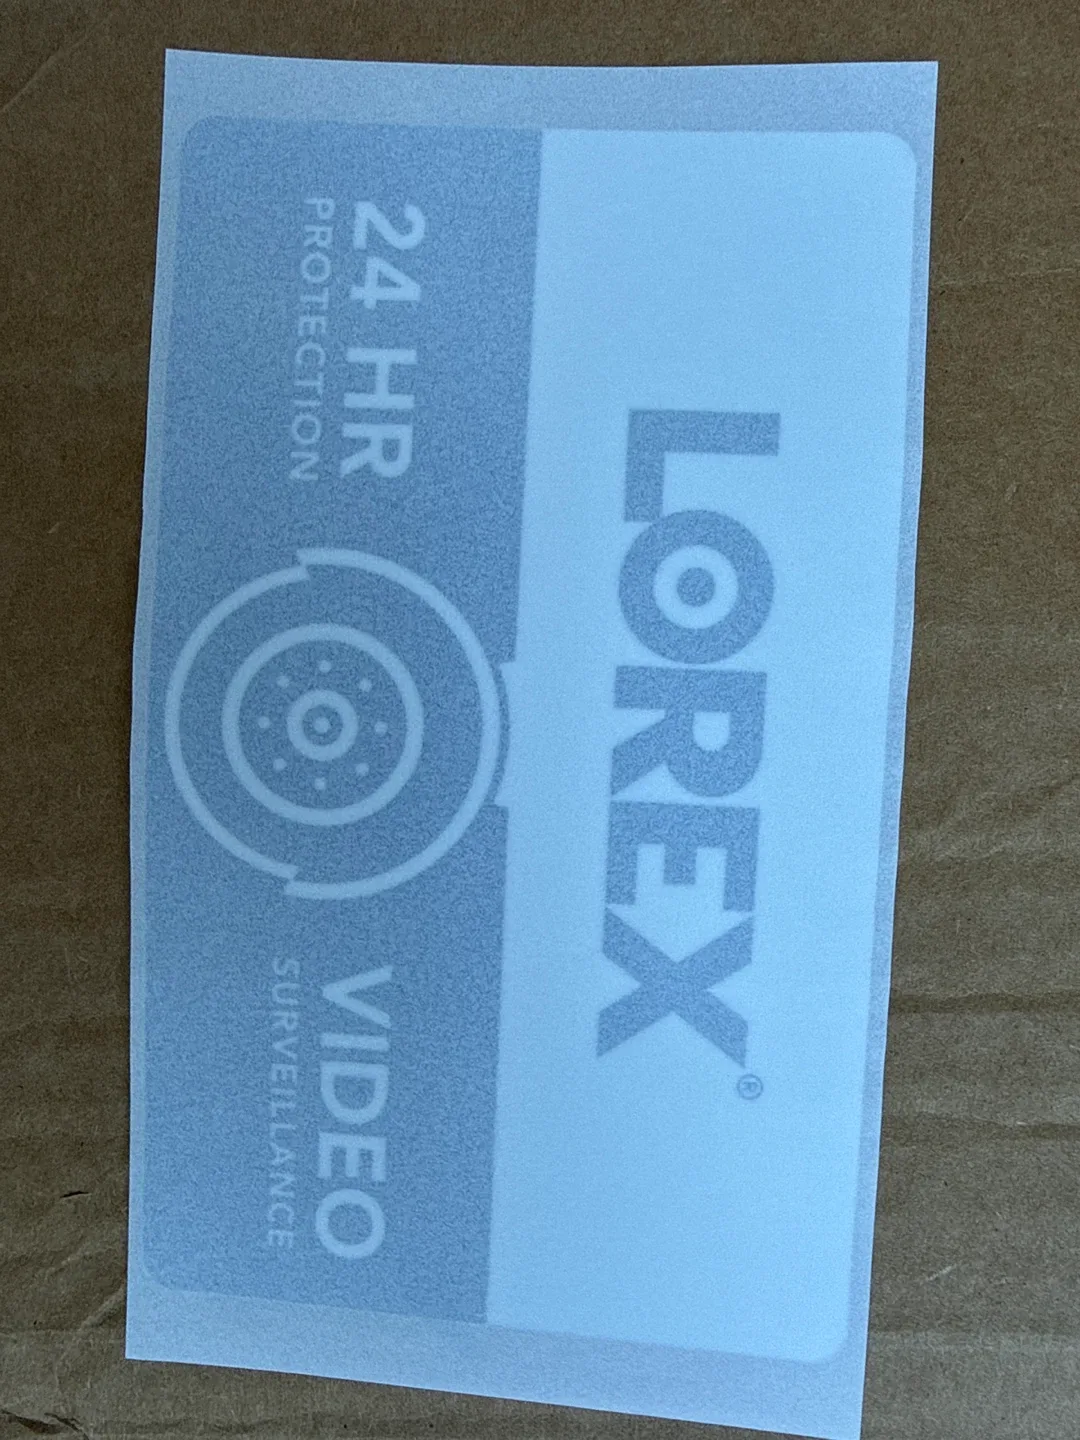 LOREX®
24 HR
PROTECTION
VIDEO
SURVEILLANCE